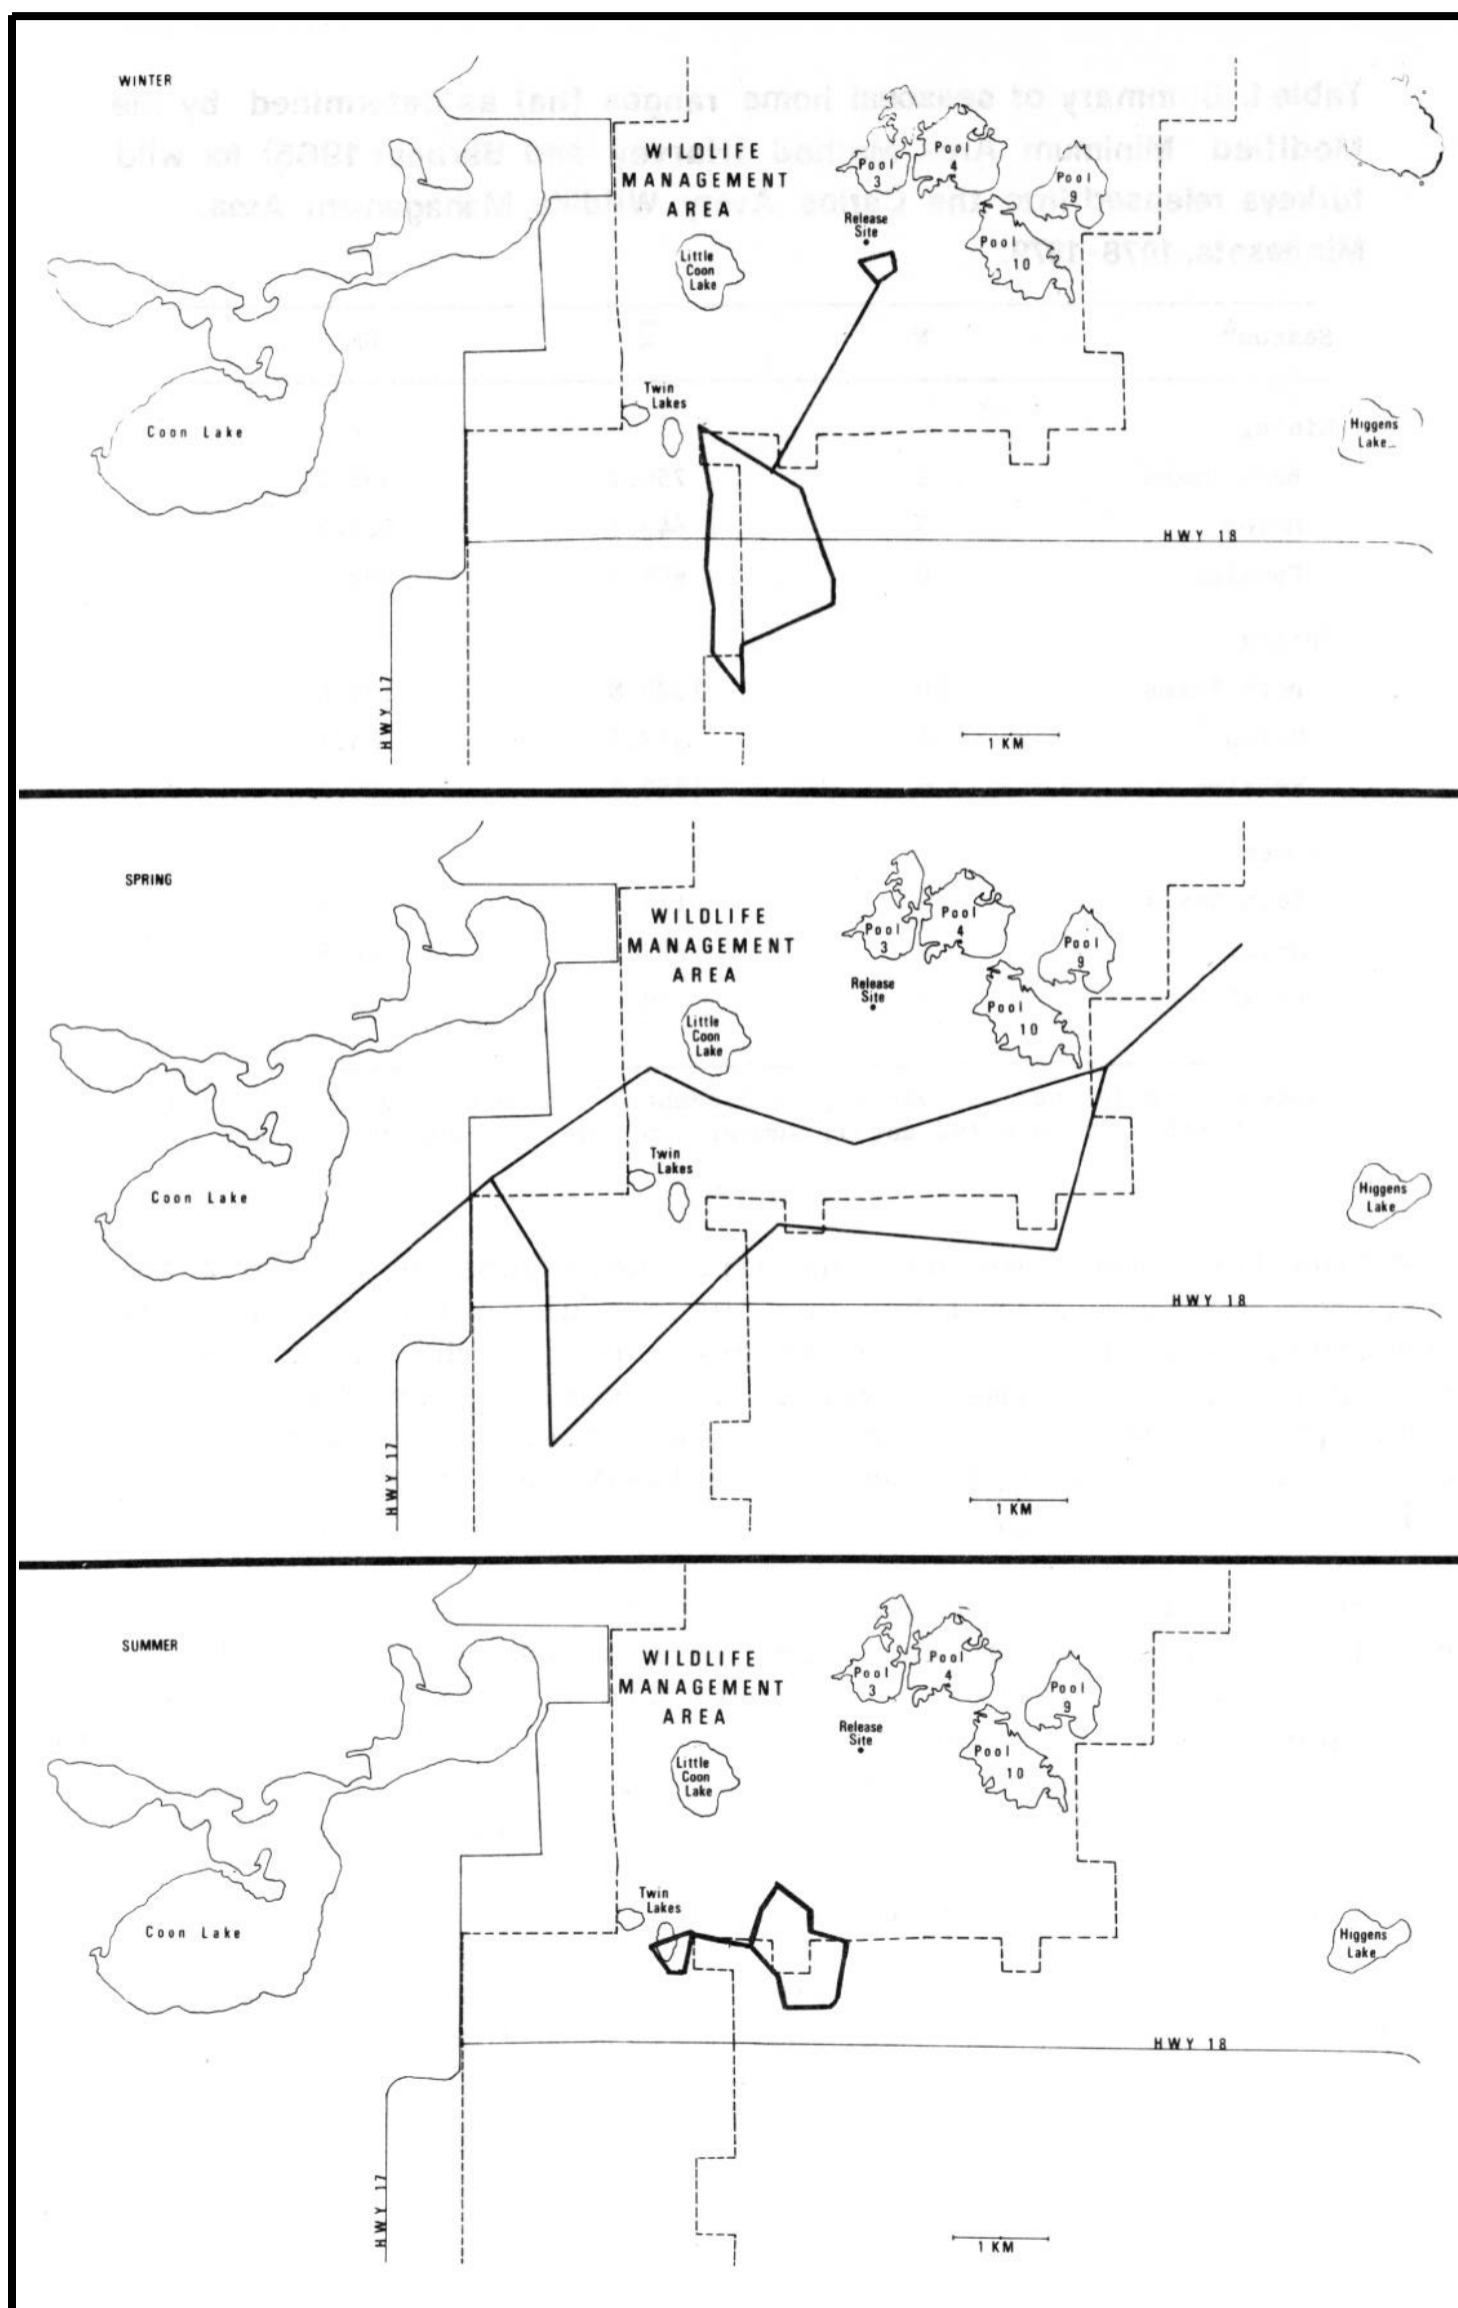 WINTER
WILDLIFE
MANAGEMENT
AREA
Pool
3
Pool
4
Pool
9
Release
Site
Pool
10
Little
Coon
Lake
Twin
Lakes
Coon Lake
Higgens
Lake
HWY 18
HWY 17
1 KM
SPRING
WILDLIFE
MANAGEMENT
AREA
Pool
3
Pool
4
Pool
9
Release
Site
Pool
10
Little
Coon
Lake
Twin
Lakes
Coon Lake
Higgens
Lake
HWY 18
HWY 17
1 KM
SUMMER
WILDLIFE
MANAGEMENT
AREA
Pool
3
Pool
4
Pool
9
Release
Site
Pool
10
Little
Coon
Lake
Twin
Lakes
Coon Lake
Higgens
Lake
HWY 18
HWY 17
1 KM